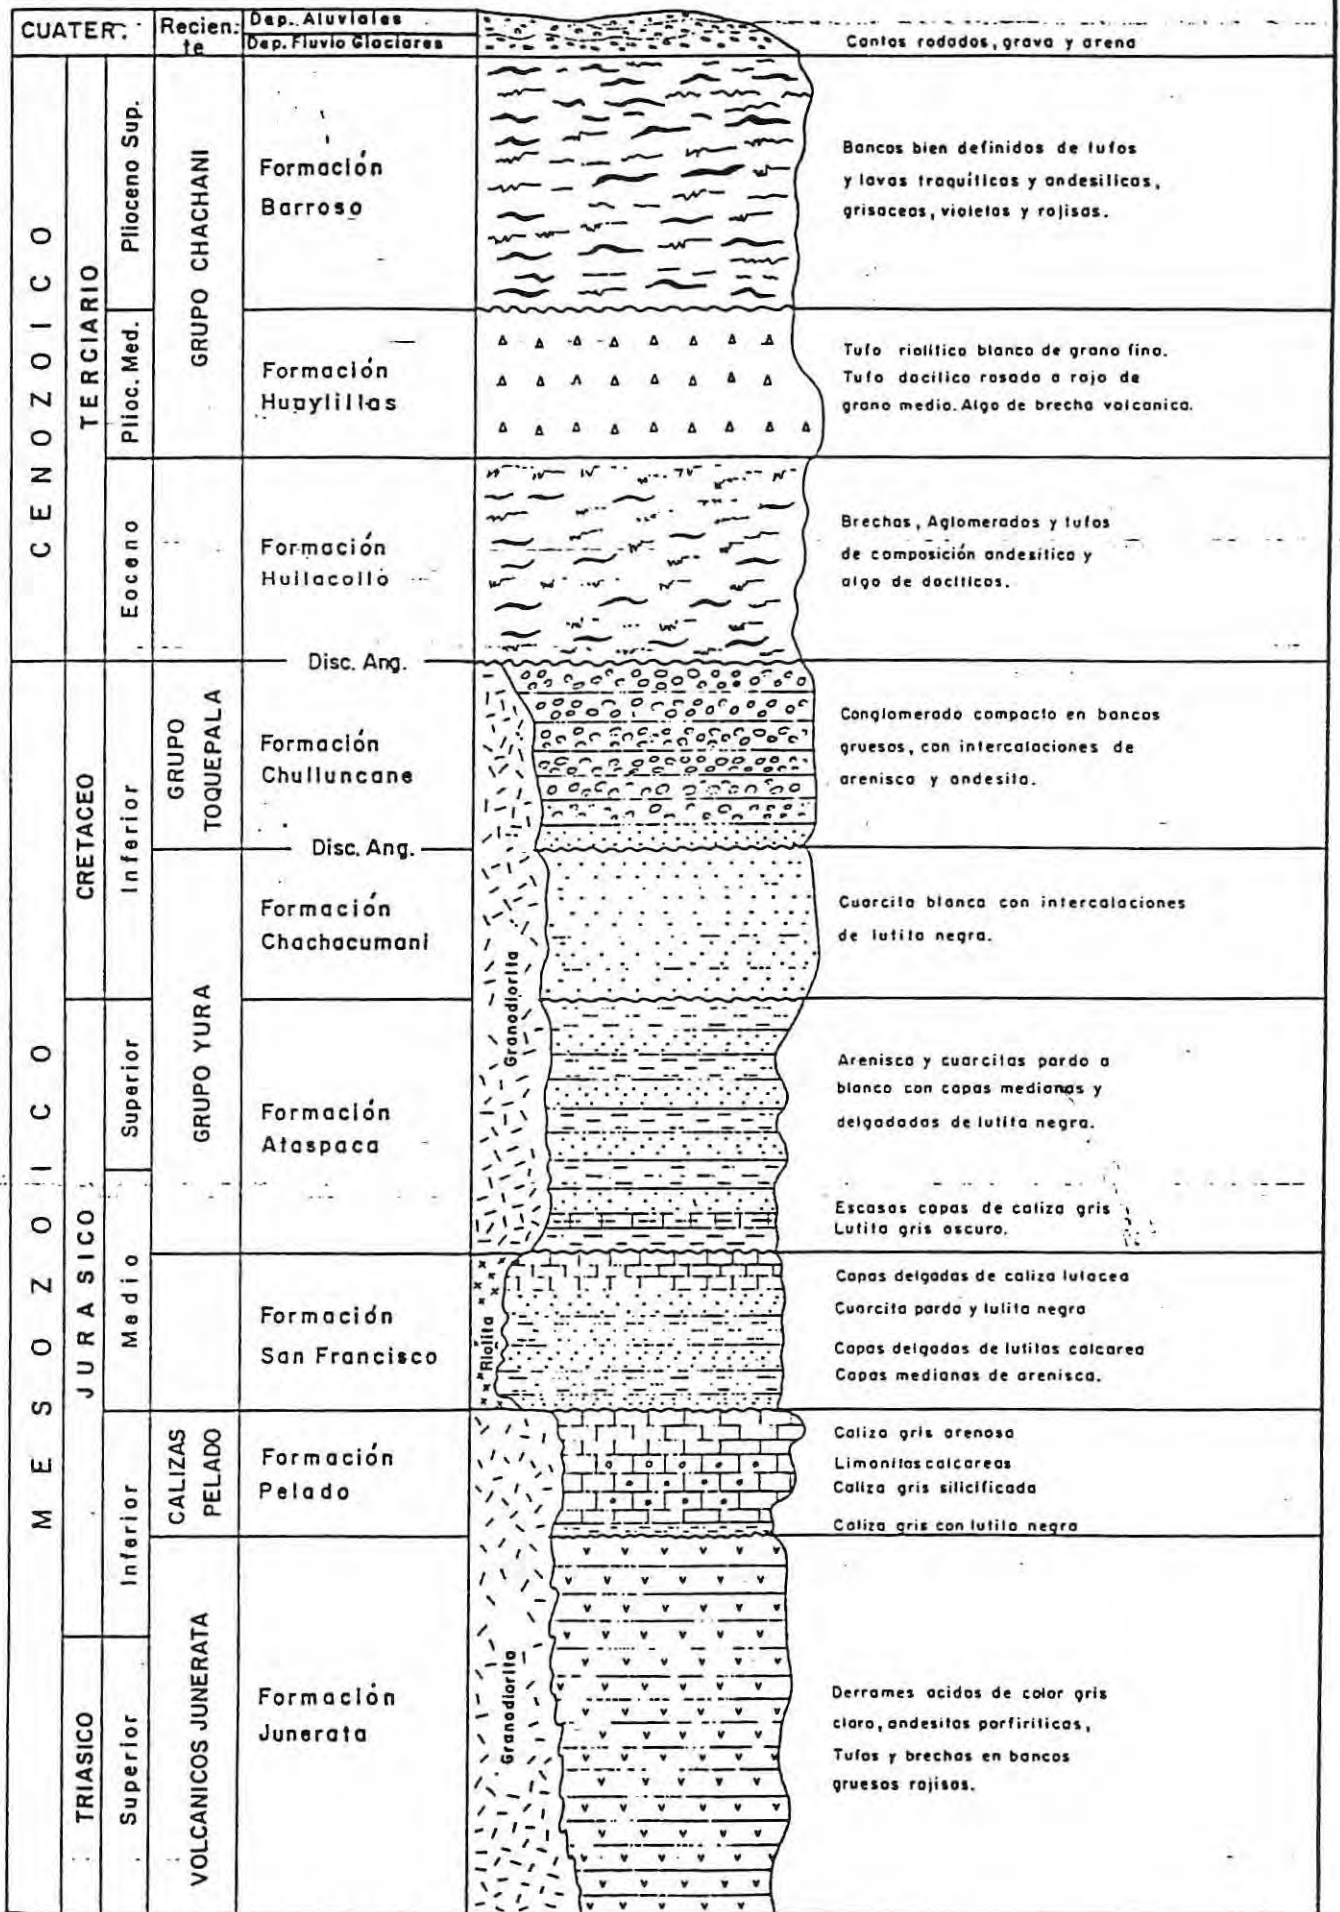 CUATER.
Recien-
te
Dep. Aluviales
Dep. Fluvio Glaciares
Cantos rodados, grava y arena
CENOZOICO
TERCIARIO
Plioceno Sup.
GRUPO CHACHANI
Formación
Barroso
Bancos bien definidos de tufos
y lavas traquíticas y andesiticas,
grisaceas, violetas y rojisas.
Plioc. Med.
Formación
Huaylillas
Tufo riolítico blanco de grano fino.
Tufo dacítico rosado a rojo de
grano medio. Algo de brecha volcanica.
Eoceno
Formación
Huilacollo
Brechas, Aglomerados y tufos
de composición andesítica y
algo de dacíticos.
Disc. Ang.
MESOZOICO
CRETACEO
Inferior
GRUPO
TOQUEPALA
Formación
Chulluncane
Conglomerado compacto en bancos
gruesos, con intercalaciones de
arenisca y andesita.
Disc. Ang.
GRUPO YURA
Formación
Chachacumani
Granodiorita
Cuarcita blanca con intercalaciones
de lutita negra.
JURASICO
Superior
Formación
Ataspaca
Arenisca y cuarcitas pardo a
blanco con capas medianas y
delgadadas de lutita negra.
Escasas capas de caliza gris
Lutita gris oscuro.
Medio
Formación
San Francisco
Riolita
Capas delgadas de caliza lutacea
Cuarcita parda y lutita negra
Capas delgadas de lutitas calcarea
Capas medianas de arenisca.
Inferior
CALIZAS
PELADO
Formación
Pelado
Caliza gris arenosa
Limonitas calcareas
Caliza gris silicificada
Caliza gris con lutita negra
TRIASICO
Superior
VOLCANICOS JUNERATA
Formación
Junerata
Granodiorita
Derrames acidos de color gris
claro, andesitas porfiríticas,
Tufos y brechas en bancos
gruesos rojisas.